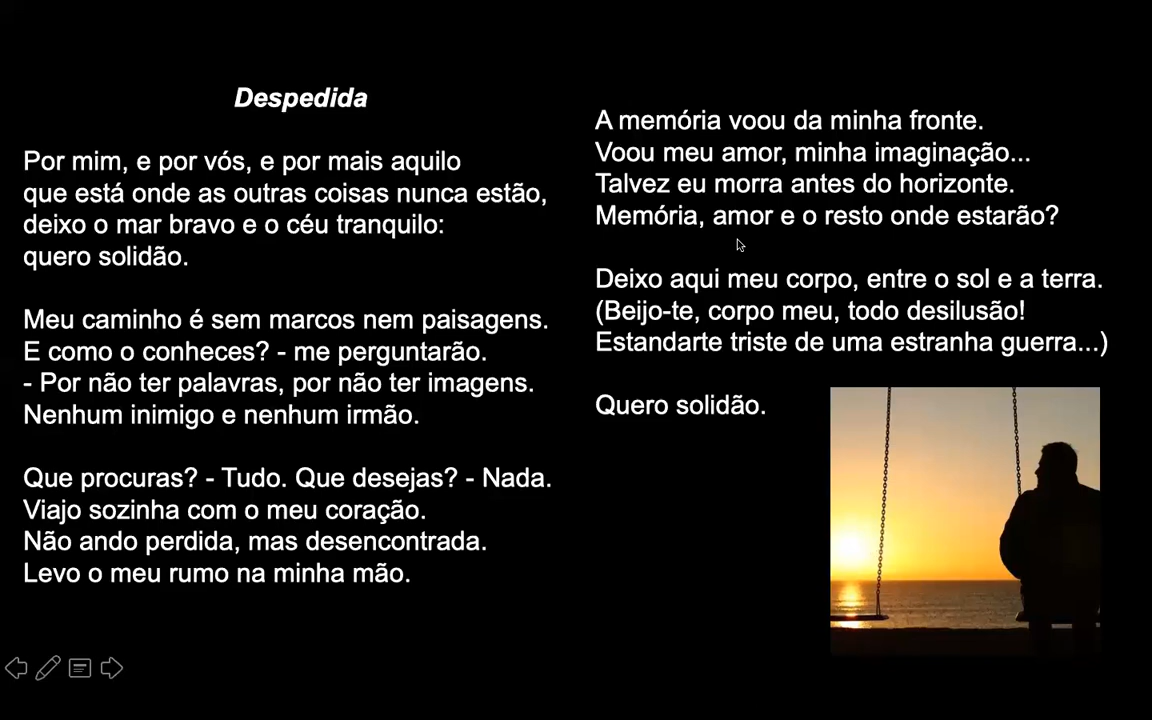 Despedida
Por mim, e por vós, e por mais aquilo
que está onde as outras coisas nunca estão,
deixo o mar bravo e o céu tranquilo:
quero solidão.
Meu caminho é sem marcos nem paisagens.
E como o conheces? - me perguntarão.
- Por não ter palavras, por não ter imagens.
Nenhum inimigo e nenhum irmão.
Que procuras? - Tudo. Que desejas? - Nada.
Viajo sozinha com o meu coração.
Não ando perdida, mas desencontrada.
Levo o meu rumo na minha mão.
A memória voou da minha fronte.
Voou meu amor, minha imaginação...
Talvez eu morra antes do horizonte.
Memória, amor e o resto onde estarão?
Deixo aqui meu corpo, entre o sol e a terra.
(Beijo-te, corpo meu, todo desilusão!
Estandarte triste de uma estranha guerra...)
Quero solidão.